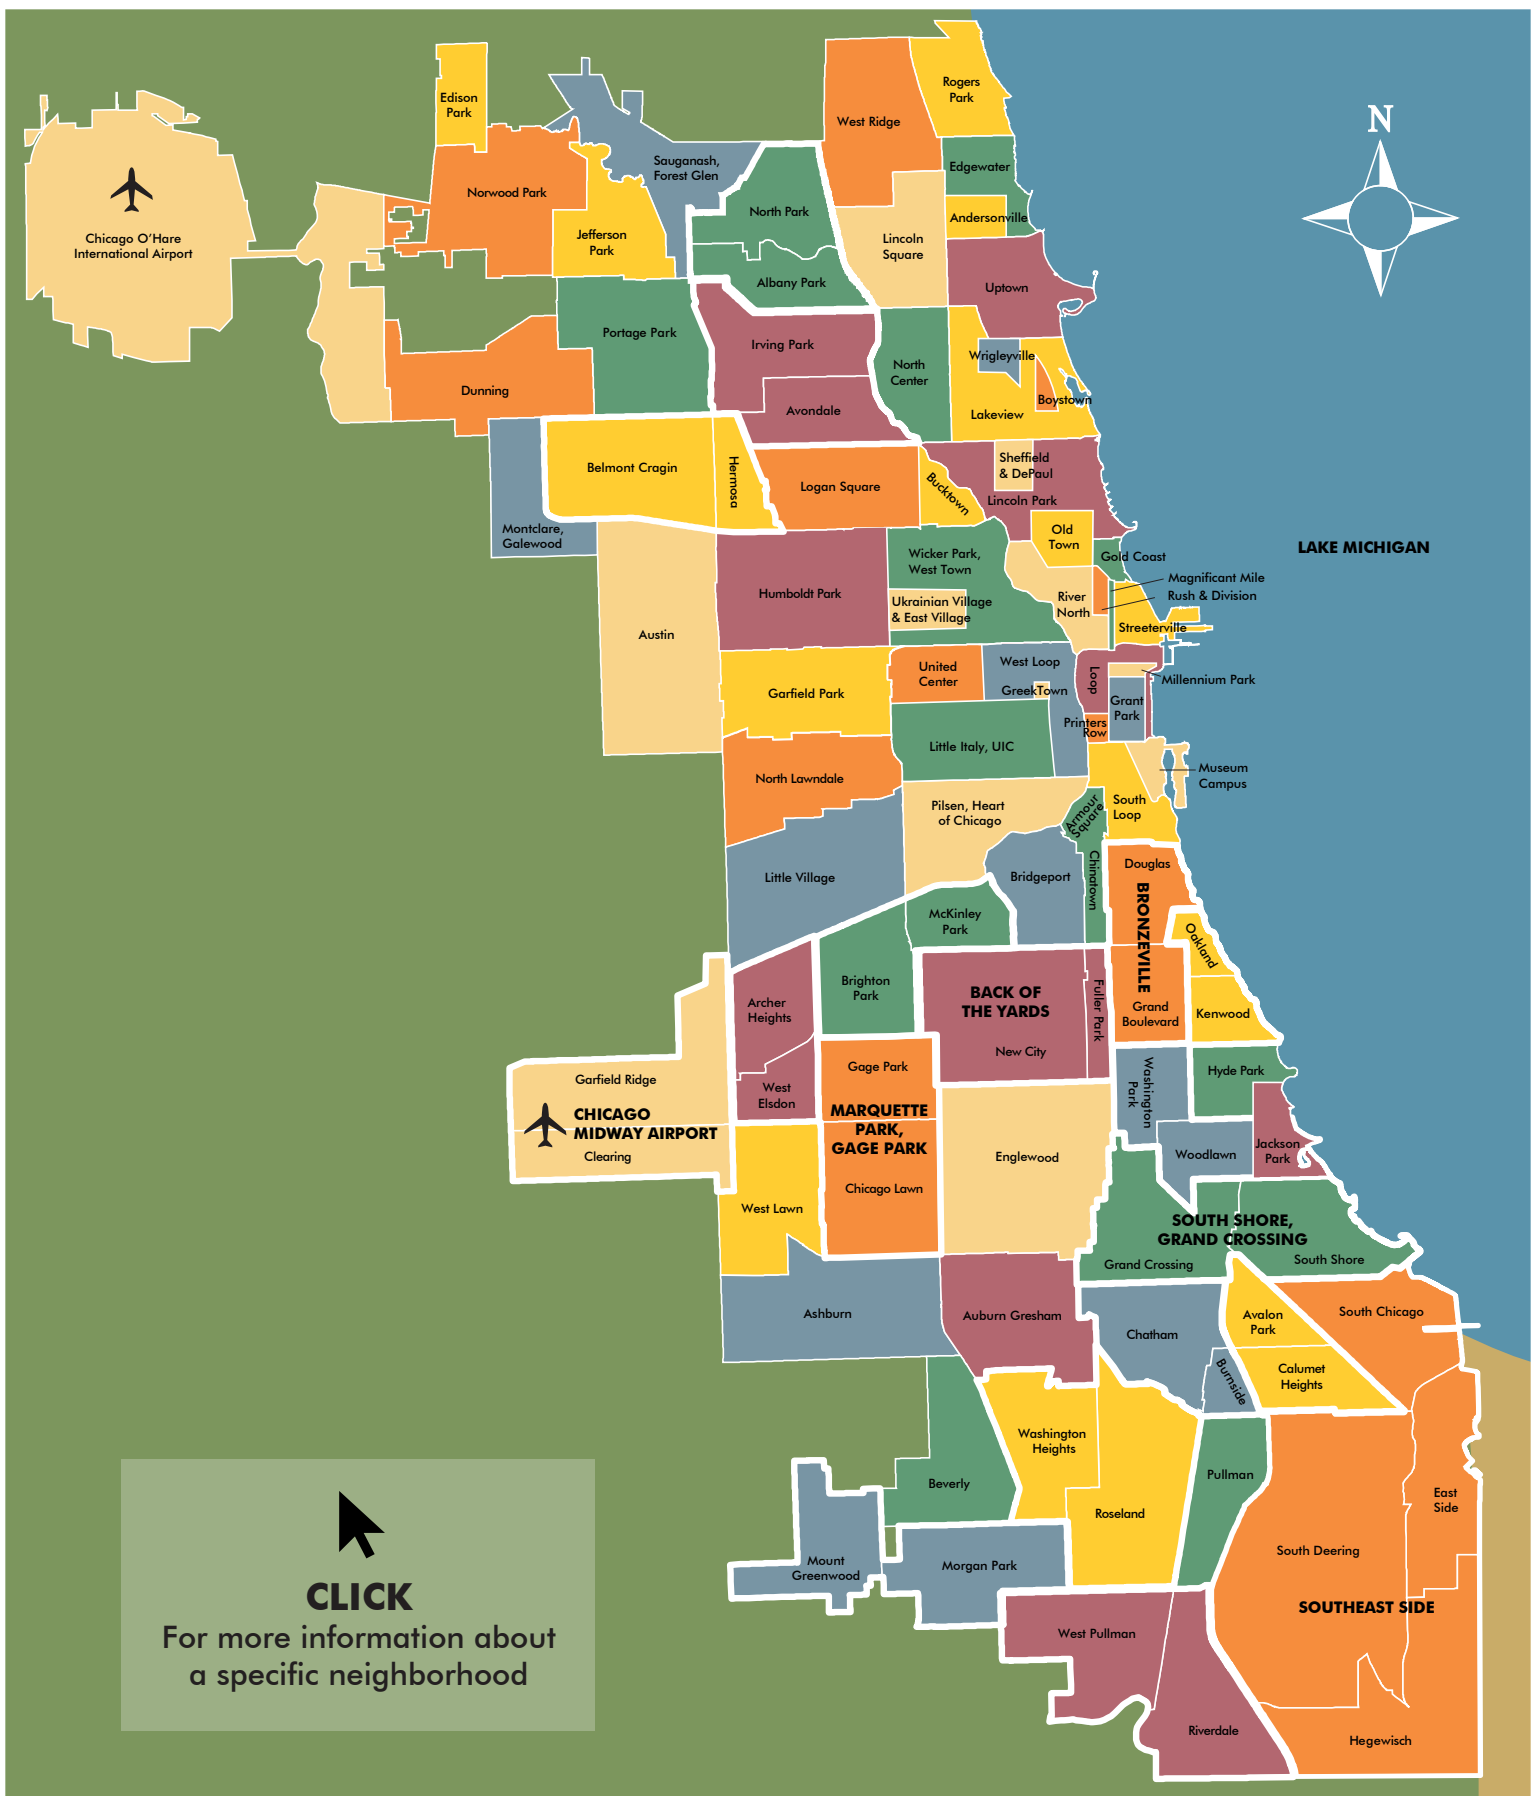 Rogers
Park
Edison
Park
West Ridge
N
Sauganash,
Forest Glen
Edgewater
Norwood Park
North Park
Andersonville
Chicago O'Hare
International Airport
Jefferson
Park
Lincoln
Square
Albany Park
Uptown
Portage Park
Irving Park
North
Center
Wrigleyville
Dunning
Avondale
Boystown
Lakeview
Belmont Cragin
Hermosa
Logan Square
Bucktown
Sheffield
& DePaul
Lincoln Park
Montclare,
Galewood
Old
Town
Gold Coast
LAKE MICHIGAN
Wicker Park,
West Town
Magnificant Mile
Rush & Division
Humboldt Park
Ukrainian Village
& East Village
River
North
Streeterville
Austin
United
Center
West Loop
GreekTown
Loop
Millennium Park
Garfield Park
Grant
Park
Printers
Row
Little Italy, UIC
North Lawndale
Museum
Campus
Pilsen, Heart
of Chicago
Armour
Square
South
Loop
Little Village
Bridgeport
Chinatown
Douglas
BRONZEVILLE
McKinley
Park
Oakland
Brighton
Park
BACK OF
THE YARDS
Fuller Park
Archer
Heights
Grand
Boulevard
Kenwood
New City
Gage Park
Garfield Ridge
West
Elsdon
Washington
Park
Hyde Park
CHICAGO
MIDWAY AIRPORT
MARQUETTE
PARK,
GAGE PARK
Clearing
Englewood
Woodlawn
Jackson
Park
Chicago Lawn
West Lawn
SOUTH SHORE,
GRAND CROSSING
Grand Crossing
South Shore
Ashburn
Auburn Gresham
Chatham
Avalon
Park
South Chicago
Burnside
Calumet
Heights
Washington
Heights
Beverly
Roseland
Pullman
East
Side
South Deering
Mount
Greenwood
Morgan Park
SOUTHEAST SIDE
West Pullman
Riverdale
Hegewisch
CLICK
For more information about
a specific neighborhood